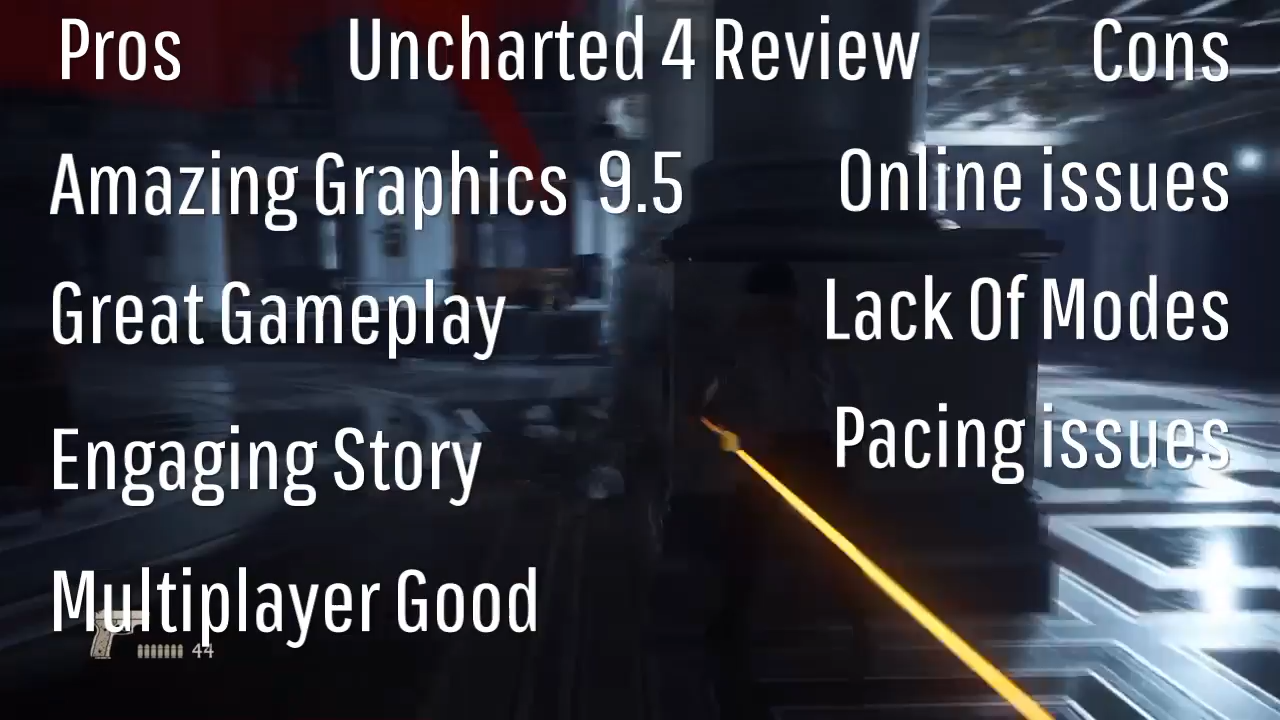 Pros Uncharted 4 Review Cons
Amazing Graphics 9.5 Online issues
Great Gameplay Lack Of Modes
Engaging Story Pacing issues
Multiplayer Good
44